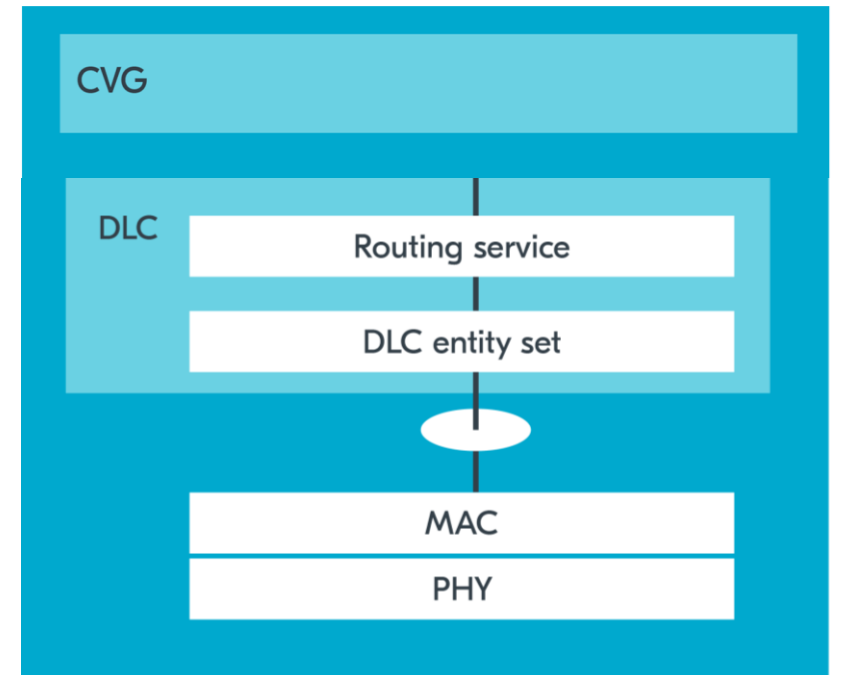 CVG
DLC
Routing service
DLC entity set
MAC
PHY